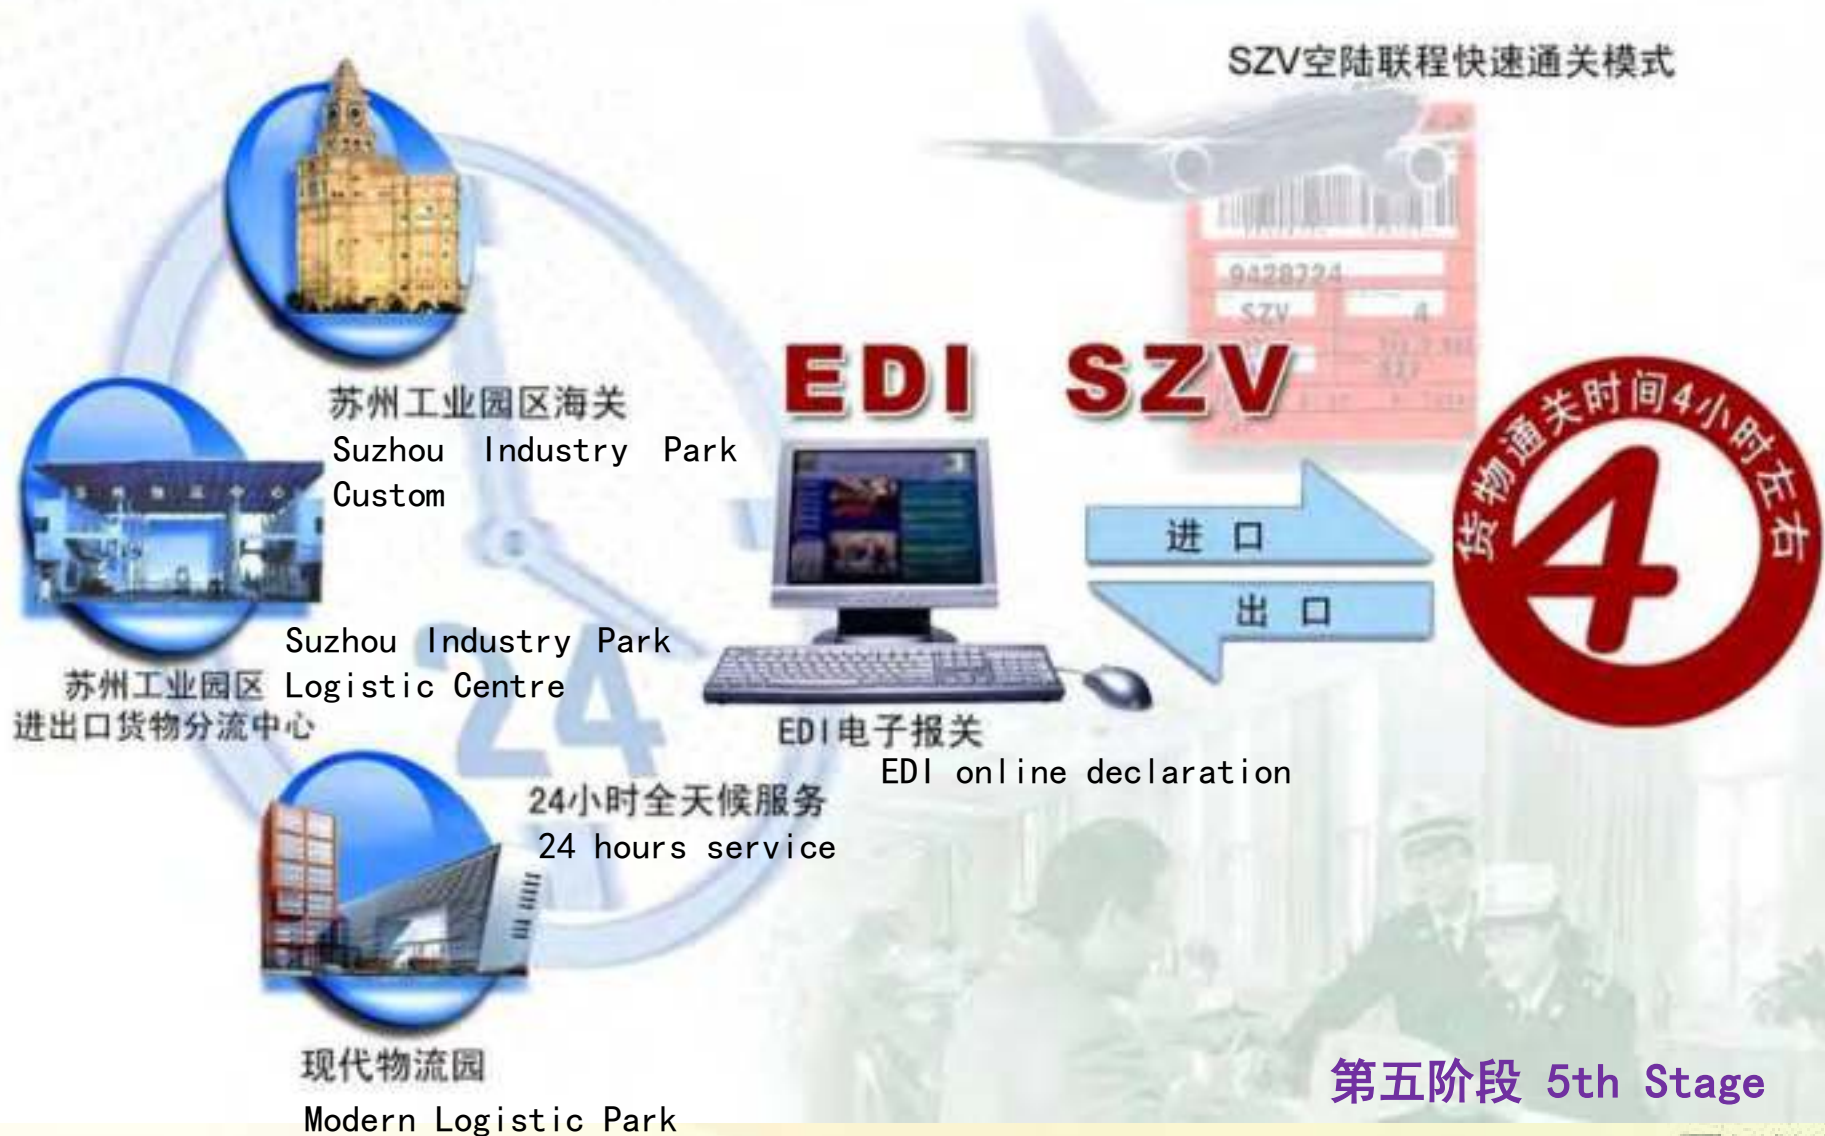 SZV空陆联程快速通关模式
9428724
SZV 4
EDI SZV
苏州工业园区海关
Suzhou Industry Park
Custom
货物通关时间4小时左右
4
进口
出口
Suzhou Industry Park
Logistic Centre
苏州工业园区
进出口货物分流中心
24
EDI电子报关
EDI online declaration
24小时全天候服务
24 hours service
现代物流园
Modern Logistic Park
第五阶段 5th Stage